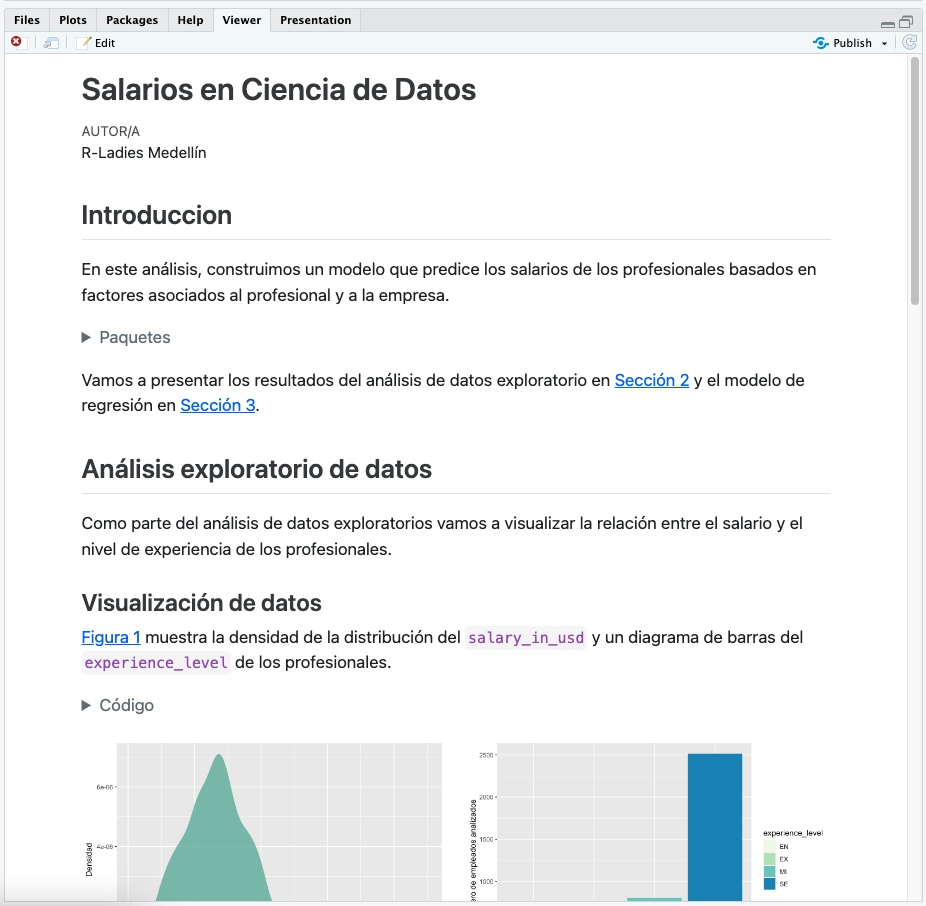 Files Plots Packages Help Viewer Presentation
Edit Publish
Salarios en Ciencia de Datos
AUTOR/A
R-Ladies Medellín
Introduccion
En este análisis, construimos un modelo que predice los salarios de los profesionales basados en
factores asociados al profesional y a la empresa.
Paquetes
Vamos a presentar los resultados del análisis de datos exploratorio en Sección 2 y el modelo de
regresión en Sección 3.
Análisis exploratorio de datos
Como parte del análisis de datos exploratorios vamos a visualizar la relación entre el salario y el
nivel de experiencia de los profesionales.
Visualización de datos
Figura 1 muestra la densidad de la distribución del salary_in_usd y un diagrama de barras del
experience_level de los profesionales.
Código
6e-06
4e-06
Densidad
2500
2000
1500
1000
ro de empleados analizados
experience_level
EN
EX
MI
SE